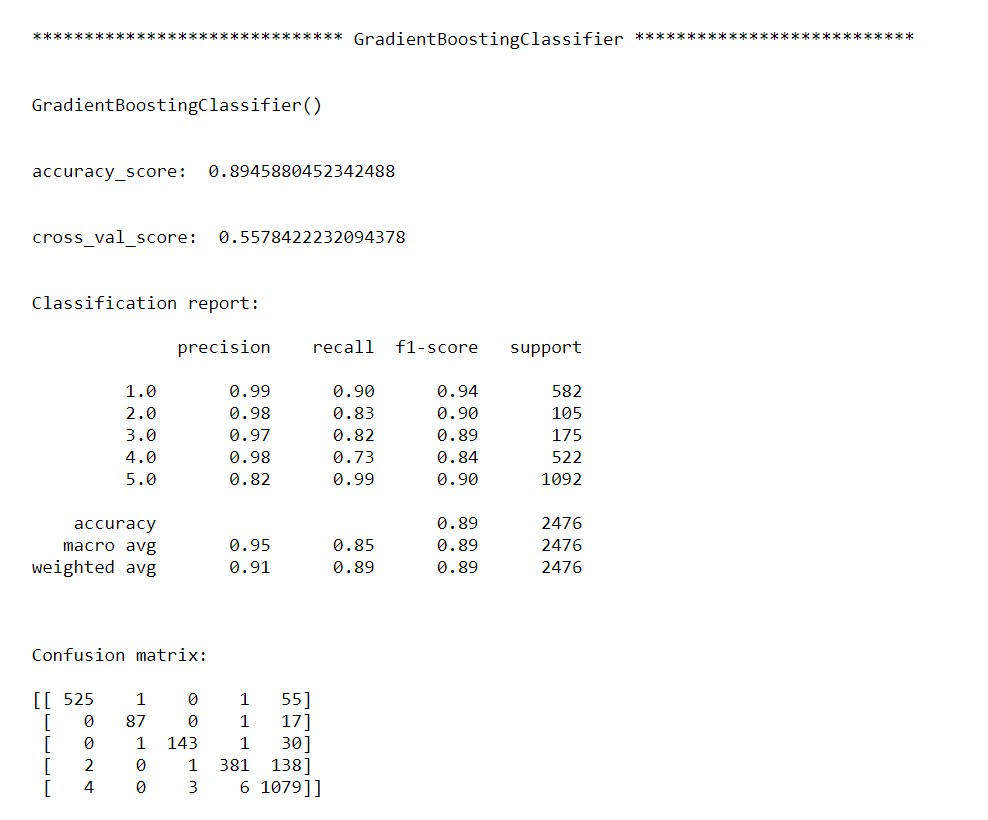 ****************************** GradientBoostingClassifier ***************************
GradientBoostingClassifier()
accuracy_score:  0.8945880452342488
cross_val_score:  0.5578422232094378
Classification report:
              precision    recall  f1-score   support
         1.0       0.99      0.90      0.94       582
         2.0       0.98      0.83      0.90       105
         3.0       0.97      0.82      0.89       175
         4.0       0.98      0.73      0.84       522
         5.0       0.82      0.99      0.90      1092
    accuracy                           0.89      2476
   macro avg       0.95      0.85      0.89      2476
weighted avg       0.91      0.89      0.89      2476
Confusion matrix:
[[ 525    1    0    1   55]
 [   0   87    0    1   17]
 [   0    1  143    1   30]
 [   2    0    1  381  138]
 [   4    0    3    6 1079]]